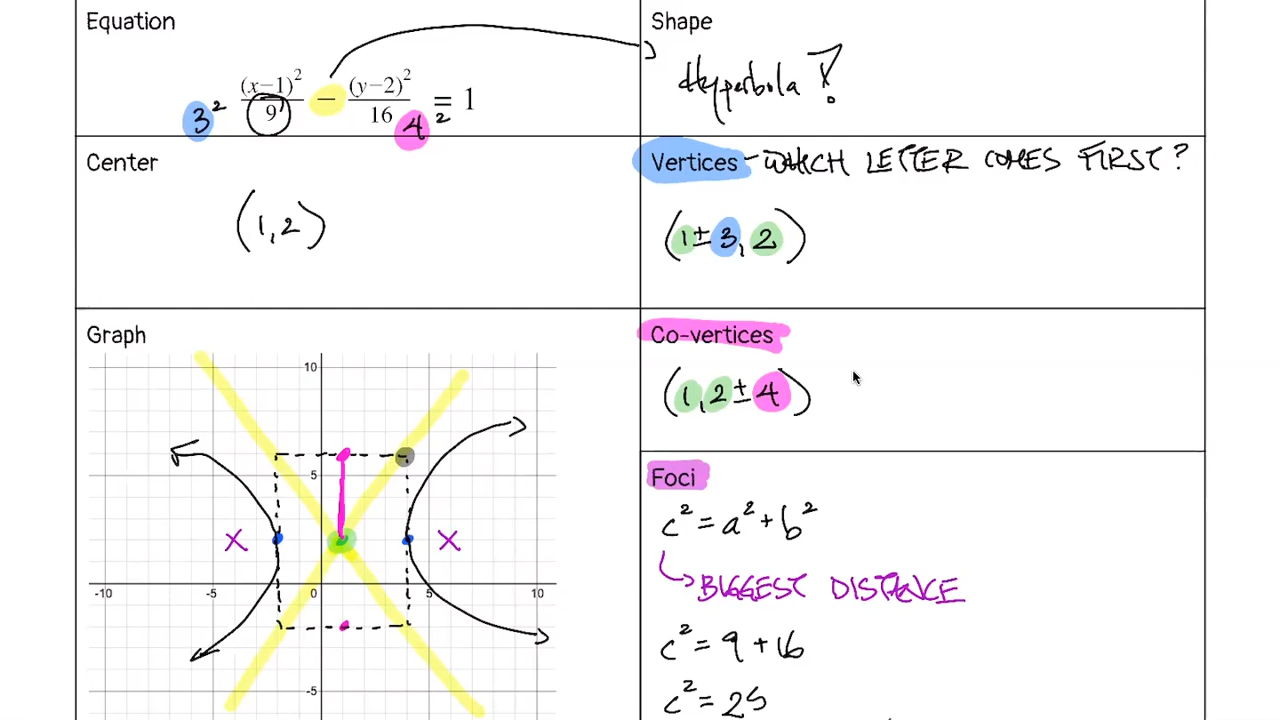 Equation
(x−1)² / 9 − (y−2)² / 16 = 1
3² 4²
Shape
Hyperbola!
Center
(1, 2)
Vertices - WHICH LETTER COMES FIRST?
(1 ± 3, 2)
Graph
10
5
-10 -5 0 5 10
-5
Co-vertices
(1, 2 ± 4)
Foci
c² = a² + b²
BIGGEST DISTENCE
c² = 9 + 16
c² = 25